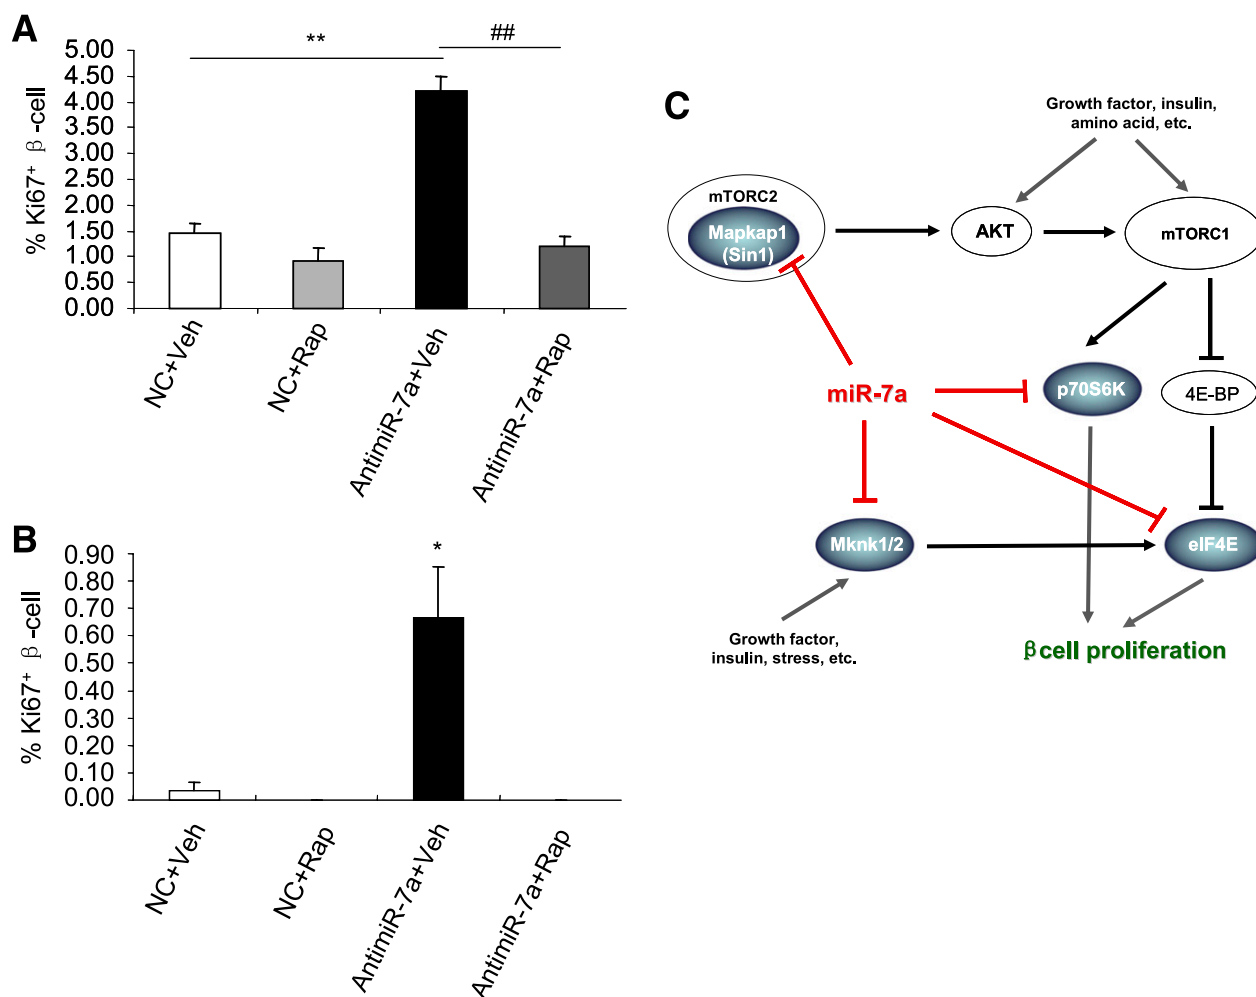 A
**
##
5.00
4.50
4.00
3.50
3.00
2.50
2.00
1.50
1.00
0.50
0.00
% Ki67⁺ β -cell
NC+Veh
NC+Rap
AntimiR-7a+Veh
AntimiR-7a+Rap
B
*
0.90
0.80
0.70
0.60
0.50
0.40
0.30
0.20
0.10
0.00
% Ki67⁺ β -cell
NC+Veh
NC+Rap
AntimiR-7a+Veh
AntimiR-7a+Rap
C
Growth factor, insulin,
amino acid, etc.
mTORC2
Mapkap1
(Sin1)
AKT
mTORC1
miR-7a
p70S6K
4E-BP
Mknk1/2
eIF4E
Growth factor,
insulin, stress, etc.
β cell proliferation